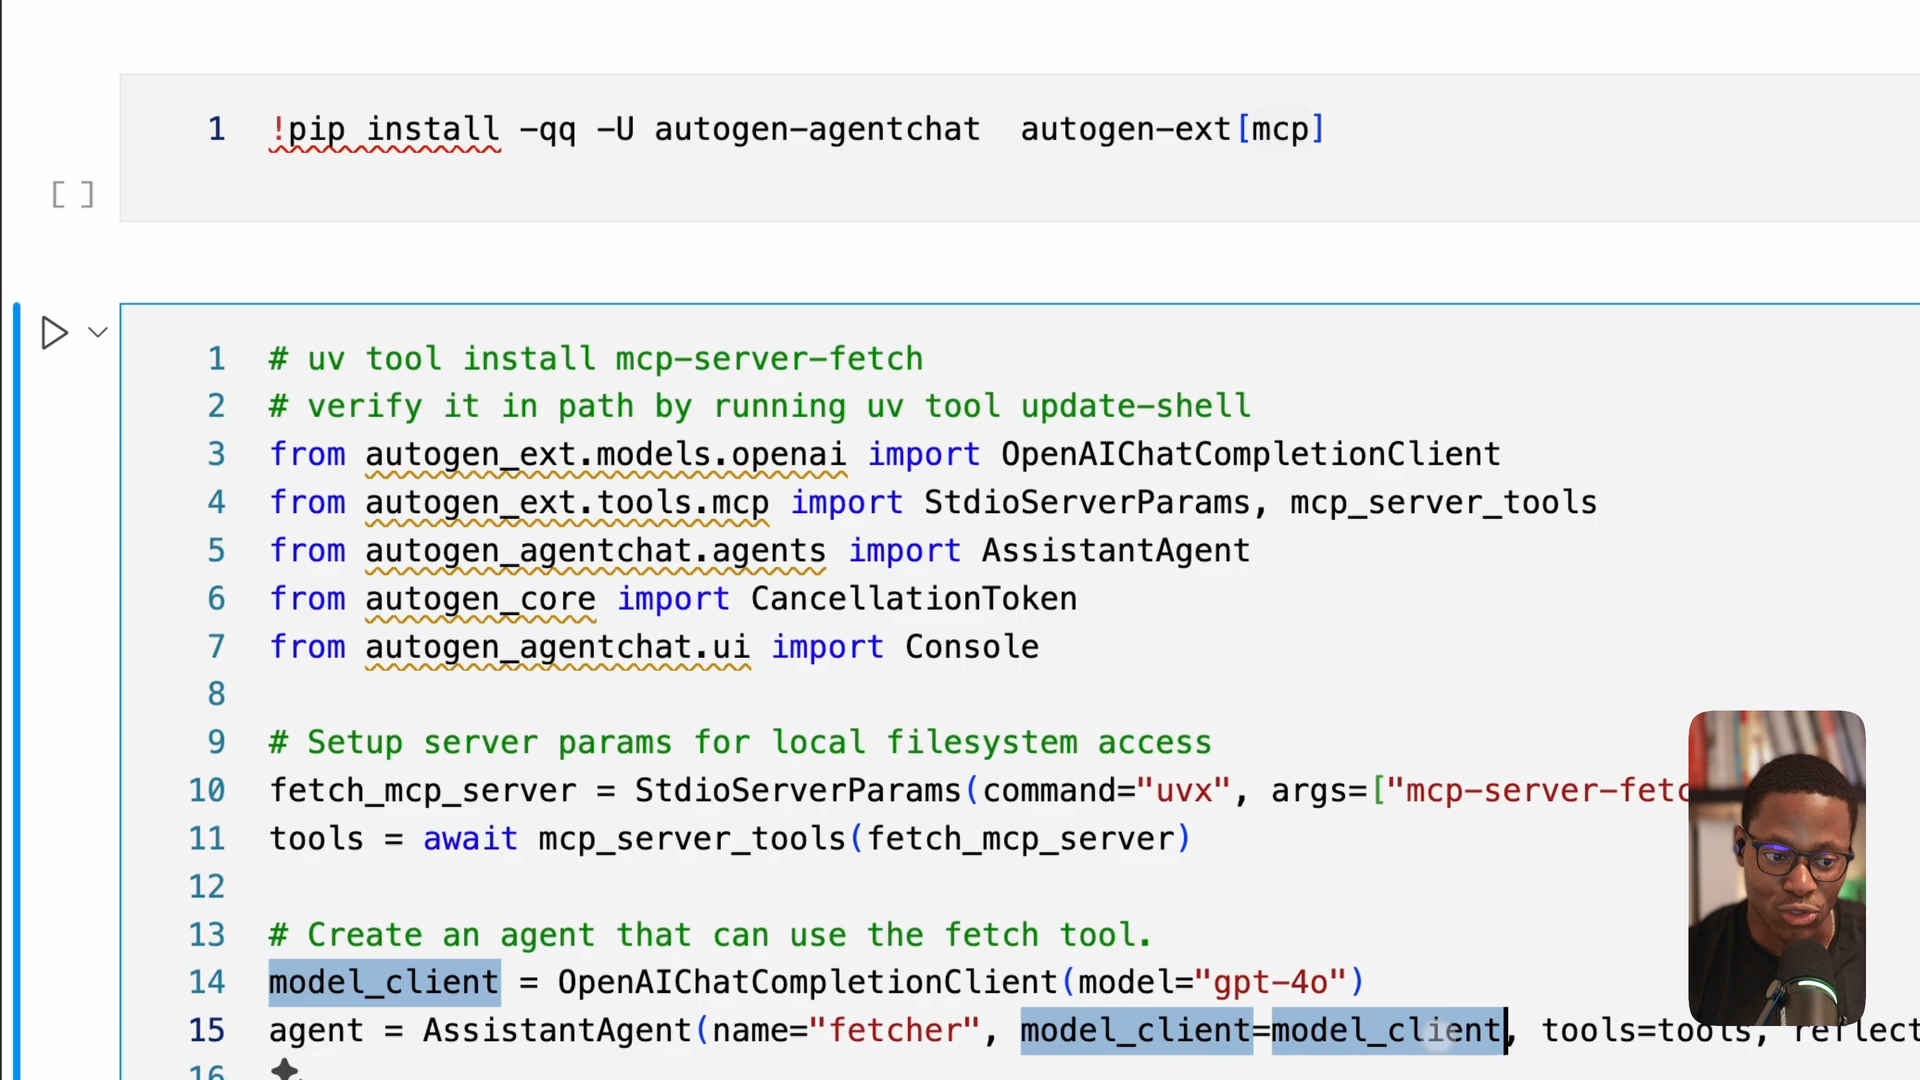 1 !pip install -qq -U autogen-agentchat  autogen-ext[mcp]
[ ]
1 # uv tool install mcp-server-fetch
2 # verify it in path by running uv tool update-shell
3 from autogen_ext.models.openai import OpenAIChatCompletionClient
4 from autogen_ext.tools.mcp import StdioServerParams, mcp_server_tools
5 from autogen_agentchat.agents import AssistantAgent
6 from autogen_core import CancellationToken
7 from autogen_agentchat.ui import Console
8
9 # Setup server params for local filesystem access
10 fetch_mcp_server = StdioServerParams(command="uvx", args=["mcp-server-fetc
11 tools = await mcp_server_tools(fetch_mcp_server)
12
13 # Create an agent that can use the fetch tool.
14 model_client = OpenAIChatCompletionClient(model="gpt-4o")
15 agent = AssistantAgent(name="fetcher", model_client=model_client, tools=tools, reflect
16